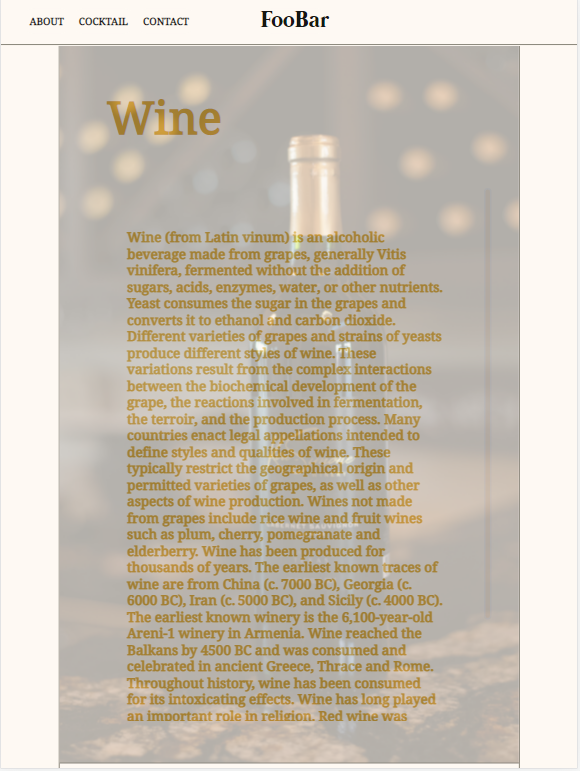 ABOUT COCKTAIL CONTACT FooBar
Wine
Wine (from Latin vinum) is an alcoholic
beverage made from grapes, generally Vitis
vinifera, fermented without the addition of
sugars, acids, enzymes, water, or other nutrients.
Yeast consumes the sugar in the grapes and
converts it to ethanol and carbon dioxide.
Different varieties of grapes and strains of yeasts
produce different styles of wine. These
variations result from the complex interactions
between the biochemical development of the
grape, the reactions involved in fermentation,
the terroir, and the production process. Many
countries enact legal appellations intended to
define styles and qualities of wine. These
typically restrict the geographical origin and
permitted varieties of grapes, as well as other
aspects of wine production. Wines not made
from grapes include rice wine and fruit wines
such as plum, cherry, pomegranate and
elderberry. Wine has been produced for
thousands of years. The earliest known traces of
wine are from China (c. 7000 BC), Georgia (c.
6000 BC), Iran (c. 5000 BC), and Sicily (c. 4000 BC).
The earliest known winery is the 6,100-year-old
Areni-1 winery in Armenia. Wine reached the
Balkans by 4500 BC and was consumed and
celebrated in ancient Greece, Thrace and Rome.
Throughout history, wine has been consumed
for its intoxicating effects. Wine has long played
an important role in religion. Red wine was